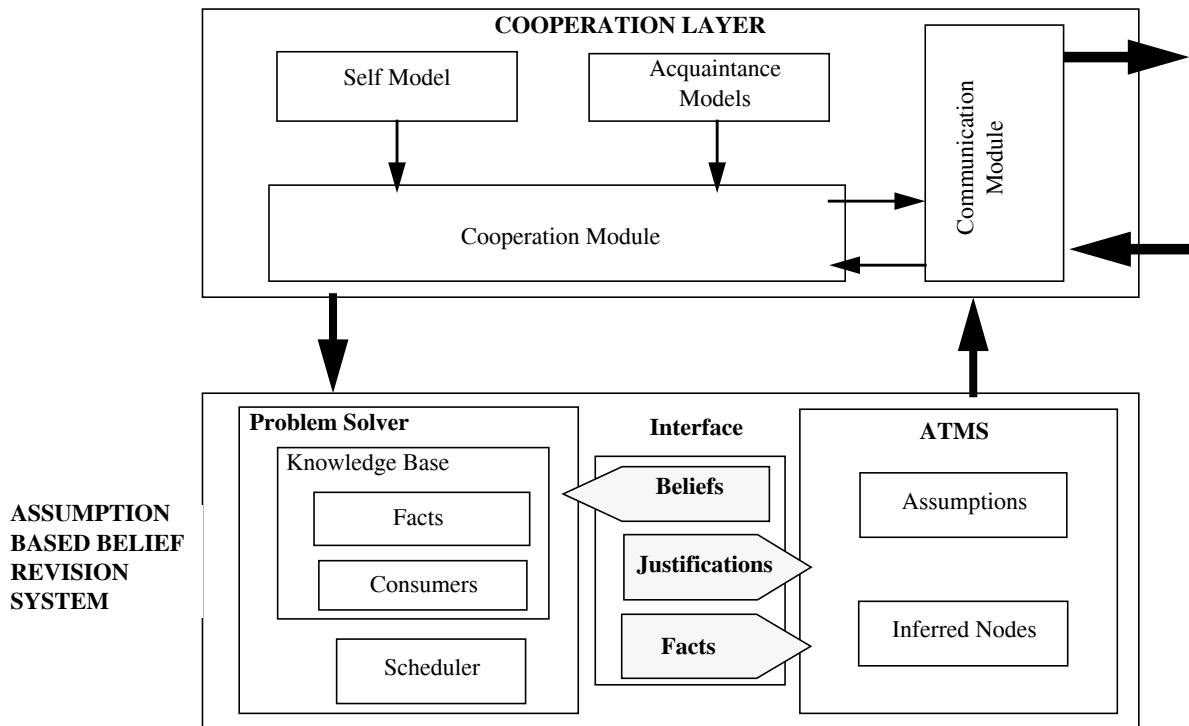 COOPERATION LAYER
Self Model
Acquaintance
Models
Communication
Module
Cooperation Module
ASSUMPTION
BASED BELIEF
REVISION
SYSTEM
Problem Solver
Knowledge Base
Facts
Consumers
Scheduler
Interface
Beliefs
Justifications
Facts
ATMS
Assumptions
Inferred Nodes